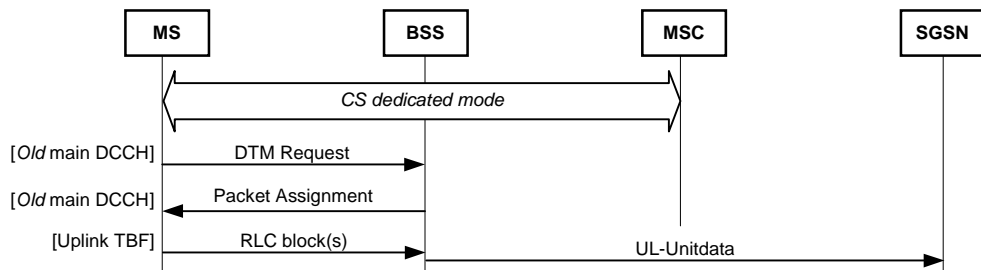 MS BSS MSC SGSN
CS dedicated mode
[Old main DCCH] DTM Request
[Old main DCCH] Packet Assignment
[Uplink TBF] RLC block(s) UL-Unitdata